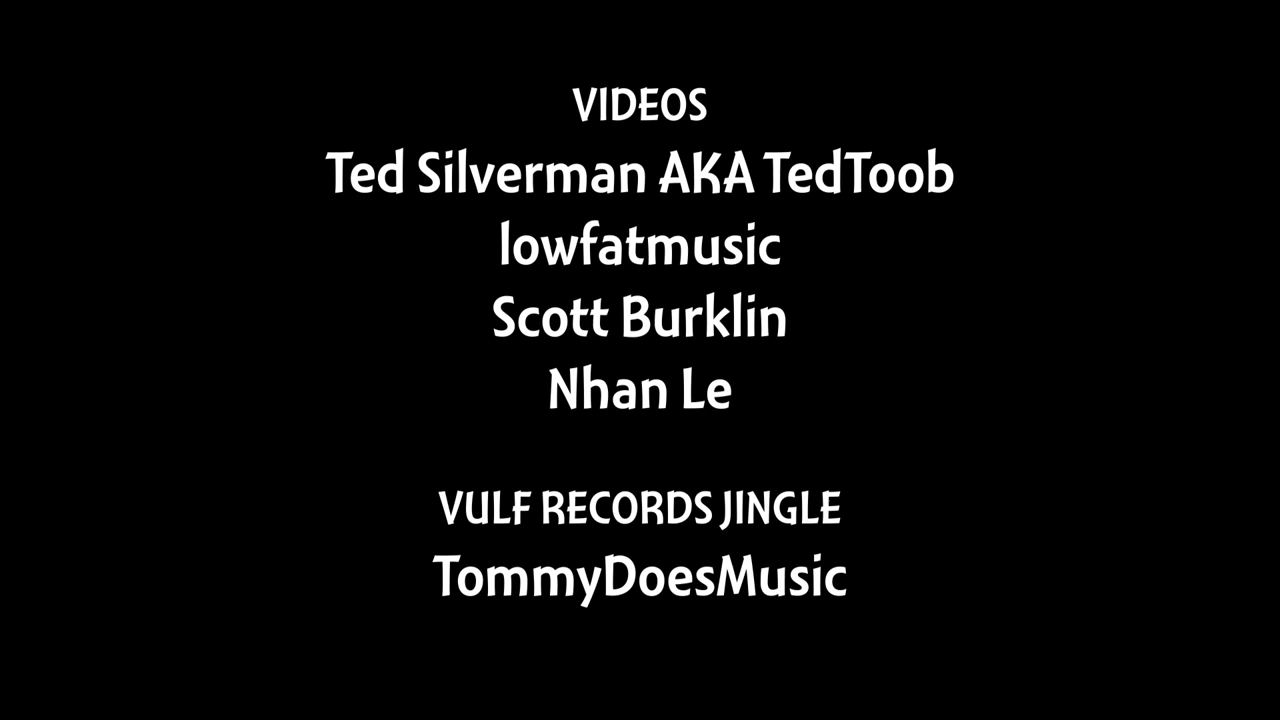 VIDEOS
Ted Silverman AKA TedToob
lowfatmusic
Scott Burklin
Nhan Le
VULF RECORDS JINGLE
TommyDoesMusic